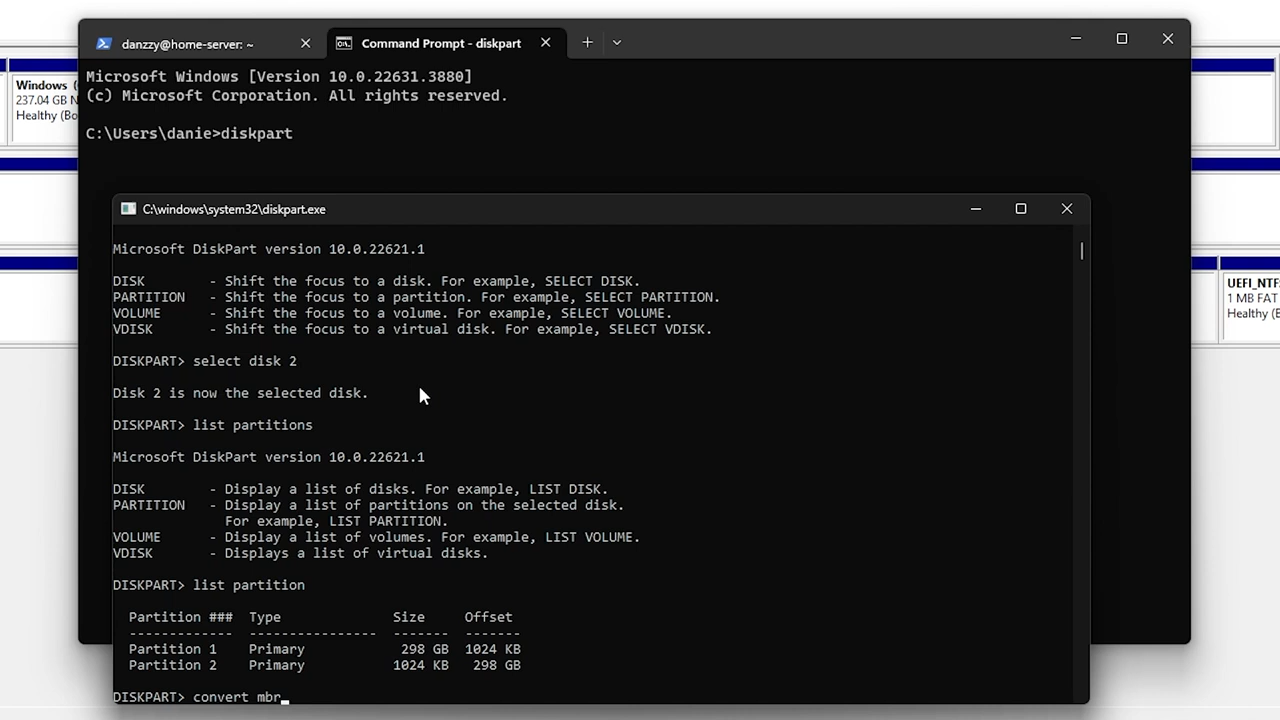 danzzy@home-server: ~
Command Prompt - diskpart
Microsoft Windows [Version 10.0.22631.3880]
(c) Microsoft Corporation. All rights reserved.
C:\Users\danie>diskpart
Windows (
237.04 GB N
Healthy (Bo
C:\windows\system32\diskpart.exe
Microsoft DiskPart version 10.0.22621.1
DISK - Shift the focus to a disk. For example, SELECT DISK.
PARTITION - Shift the focus to a partition. For example, SELECT PARTITION.
VOLUME - Shift the focus to a volume. For example, SELECT VOLUME.
VDISK - Shift the focus to a virtual disk. For example, SELECT VDISK.
DISKPART> select disk 2
Disk 2 is now the selected disk.
DISKPART> list partitions
Microsoft DiskPart version 10.0.22621.1
DISK - Display a list of disks. For example, LIST DISK.
PARTITION - Display a list of partitions on the selected disk.
For example, LIST PARTITION.
VOLUME - Display a list of volumes. For example, LIST VOLUME.
VDISK - Displays a list of virtual disks.
DISKPART> list partition
Partition ### Type Size Offset
------------- ---------------- ------- -------
Partition 1 Primary 298 GB 1024 KB
Partition 2 Primary 1024 KB 298 GB
DISKPART> convert mbr_
UEFI_NTF
1 MB FAT
Healthy (E